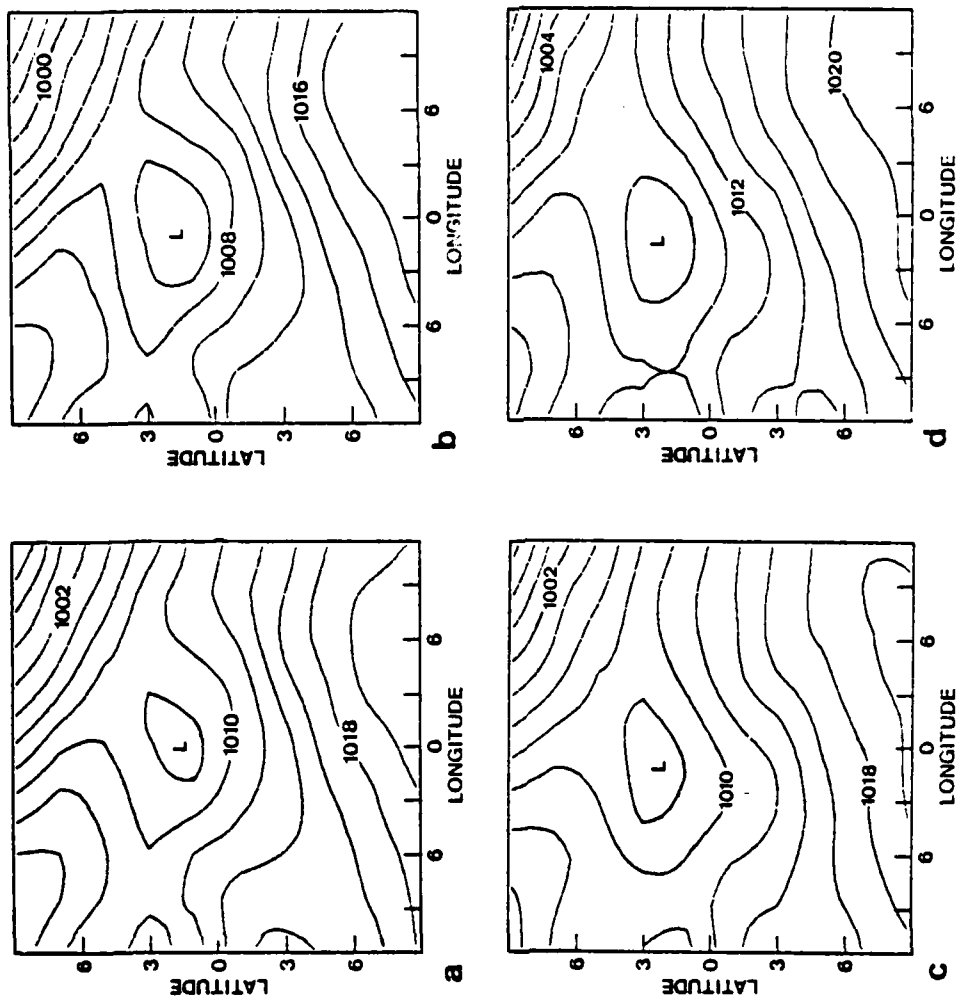 1000
1016
L
1008
6 3 0 3 6
LATITUDE
6 0 6
LONGITUDE
b
1004
1020
L
1012
6 3 0 3 6
LATITUDE
6 0 6
LONGITUDE
d
1002
L
1010
1018
6 3 0 3 6
LATITUDE
6 0 6
LONGITUDE
a
1002
L
1010
1018
6 3 0 3 6
LATITUDE
6 0 6
LONGITUDE
c